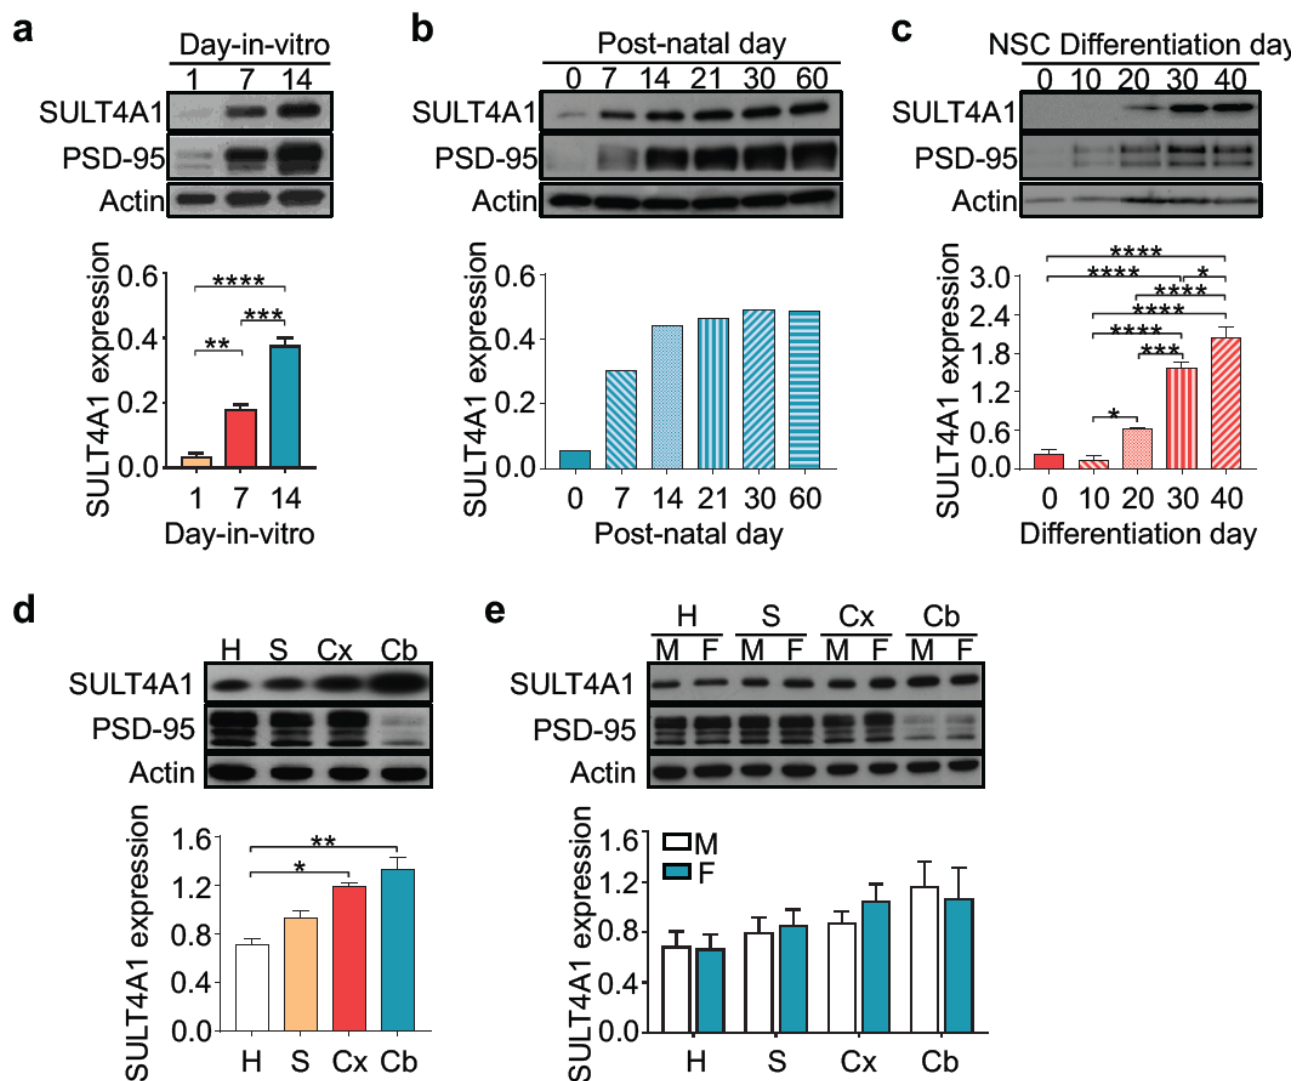 a
Day-in-vitro
1 7 14
SULT4A1
PSD-95
Actin
SULT4A1 expression
0.6
0.4
0.2
0.0
****
***
**
1 7 14
Day-in-vitro
b
Post-natal day
0 7 14 21 30 60
SULT4A1
PSD-95
Actin
SULT4A1 expression
0.6
0.4
0.2
0.0
0 7 14 21 30 60
Post-natal day
c
NSC Differentiation day
0 10 20 30 40
SULT4A1
PSD-95
Actin
SULT4A1 expression
3.0
2.4
1.8
1.2
0.6
0.0
****
**** *
****
****
****
***
*
0 10 20 30 40
Differentiation day
d
H S Cx Cb
SULT4A1
PSD-95
Actin
SULT4A1 expression
1.6
1.2
0.8
0.4
0.0
**
*
H S Cx Cb
e
H S Cx Cb
M F M F M F M F
SULT4A1
PSD-95
Actin
SULT4A1 expression
1.6
1.2
0.8
0.4
0.0
M
F
H S Cx Cb